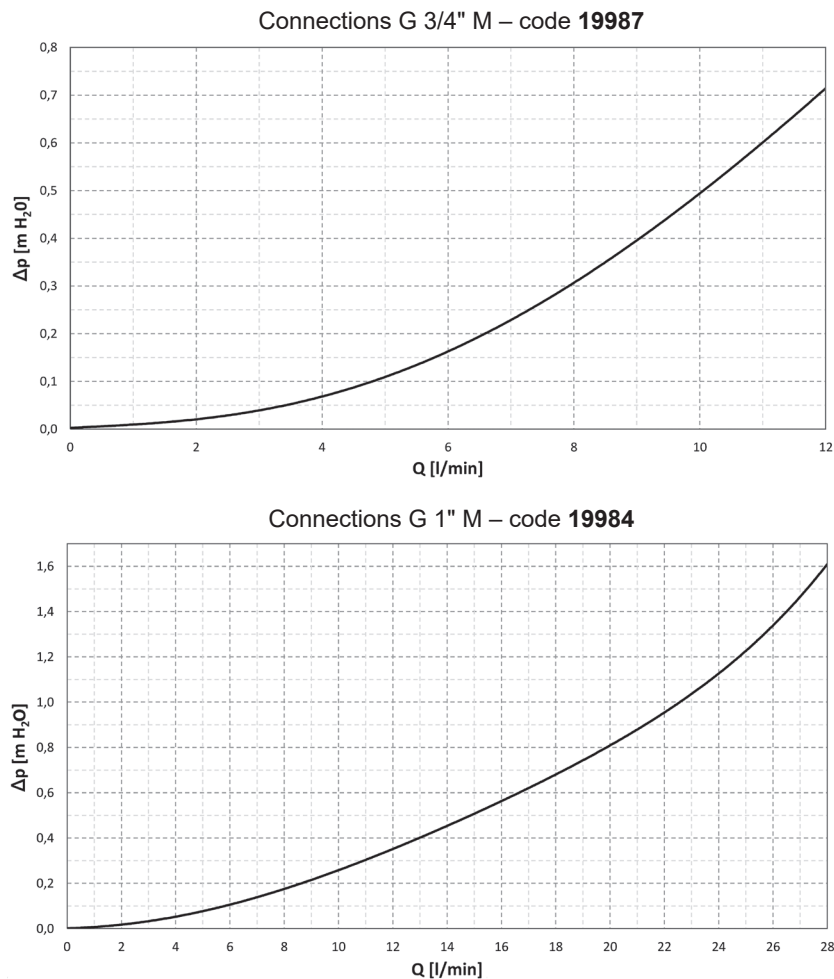 Connections G 3/4" M – code 19987
0,8
0,7
0,6
0,5
0,4
0,3
0,2
0,1
0,0
Δp [m H₂0]
0 2 4 6 8 10 12
Q [l/min]
Connections G 1" M – code 19984
1,6
1,4
1,2
1,0
0,8
0,6
0,4
0,2
0,0
Δp [m H₂O]
0 2 4 6 8 10 12 14 16 18 20 22 24 26 28
Q [l/min]